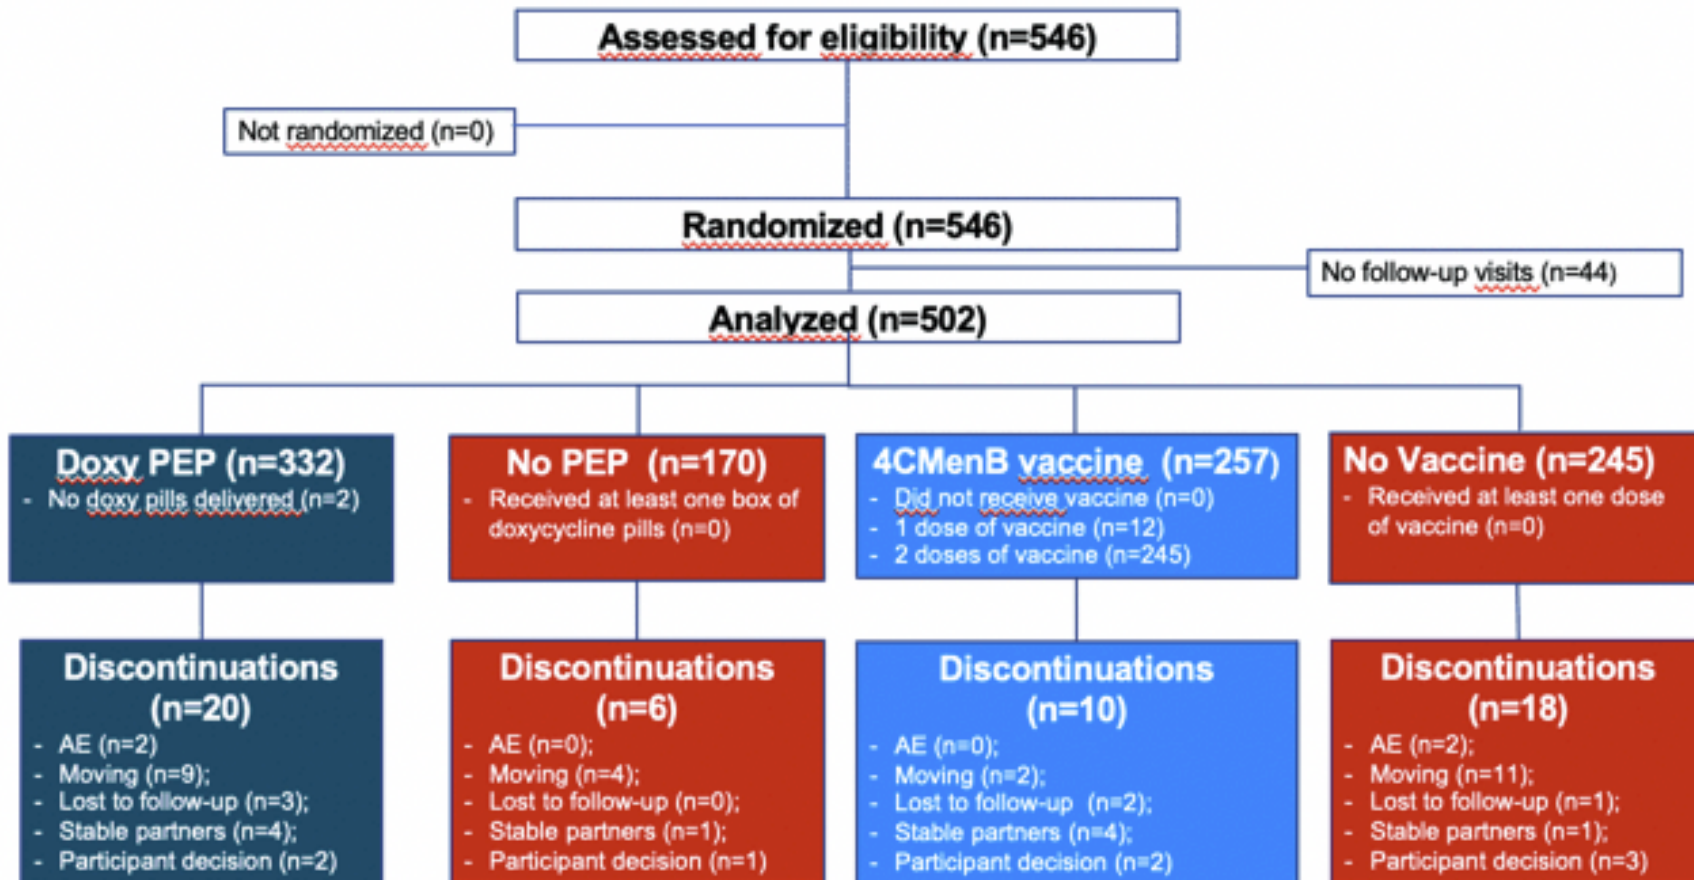 Assessed for eligibility (n=546)
Not randomized (n=0)
Randomized (n=546)
No follow-up visits (n=44)
Analyzed (n=502)
Doxy PEP (n=332)
- No doxy pills delivered (n=2)
No PEP (n=170)
- Received at least one box of
doxycycline pills (n=0)
4CMenB vaccine (n=257)
- Did not receive vaccine (n=0)
- 1 dose of vaccine (n=12)
- 2 doses of vaccine (n=245)
No Vaccine (n=245)
- Received at least one dose
of vaccine (n=0)
Discontinuations
(n=20)
- AE (n=2)
- Moving (n=9);
- Lost to follow-up (n=3);
- Stable partners (n=4);
- Participant decision (n=2)
Discontinuations
(n=6)
- AE (n=0);
- Moving (n=4);
- Lost to follow-up (n=0);
- Stable partners (n=1);
- Participant decision (n=1)
Discontinuations
(n=10)
- AE (n=0);
- Moving (n=2);
- Lost to follow-up (n=2);
- Stable partners (n=4);
- Participant decision (n=2)
Discontinuations
(n=18)
- AE (n=2);
- Moving (n=11);
- Lost to follow-up (n=1);
- Stable partners (n=1);
- Participant decision (n=3)